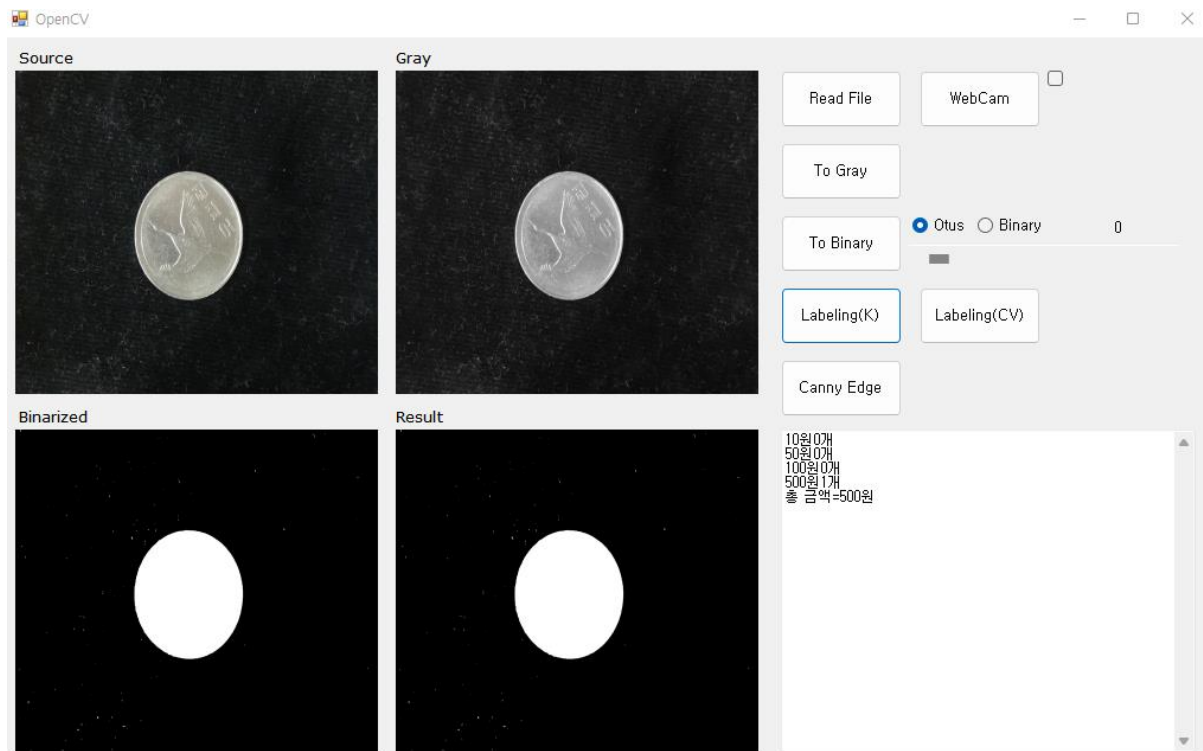 OpenCV
Source
Gray
Read File
WebCam
To Gray
To Binary
Otus
Binary
0
Labeling(K)
Labeling(CV)
Canny Edge
Binarized
Result
10원0개
50원0개
100원0개
500원1개
총 금액=500원